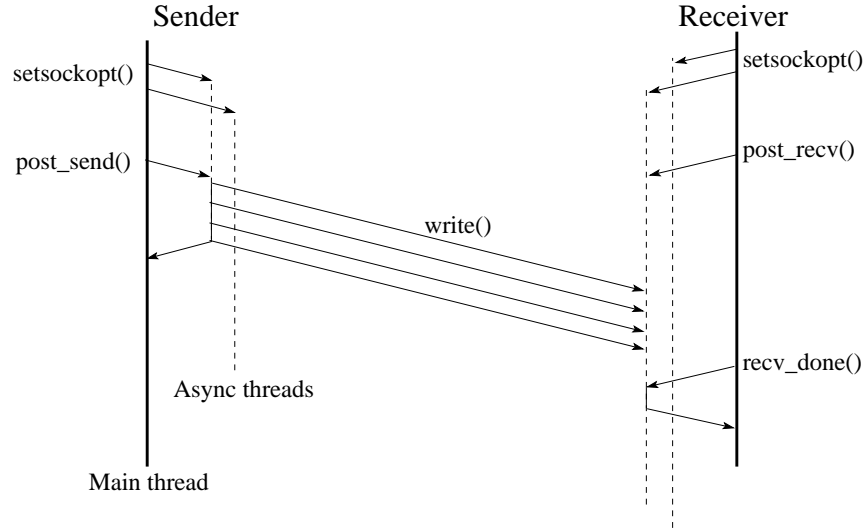 Sender
Receiver
setsockopt()
setsockopt()
post_send()
post_recv()
write()
recv_done()
Async threads
Main thread